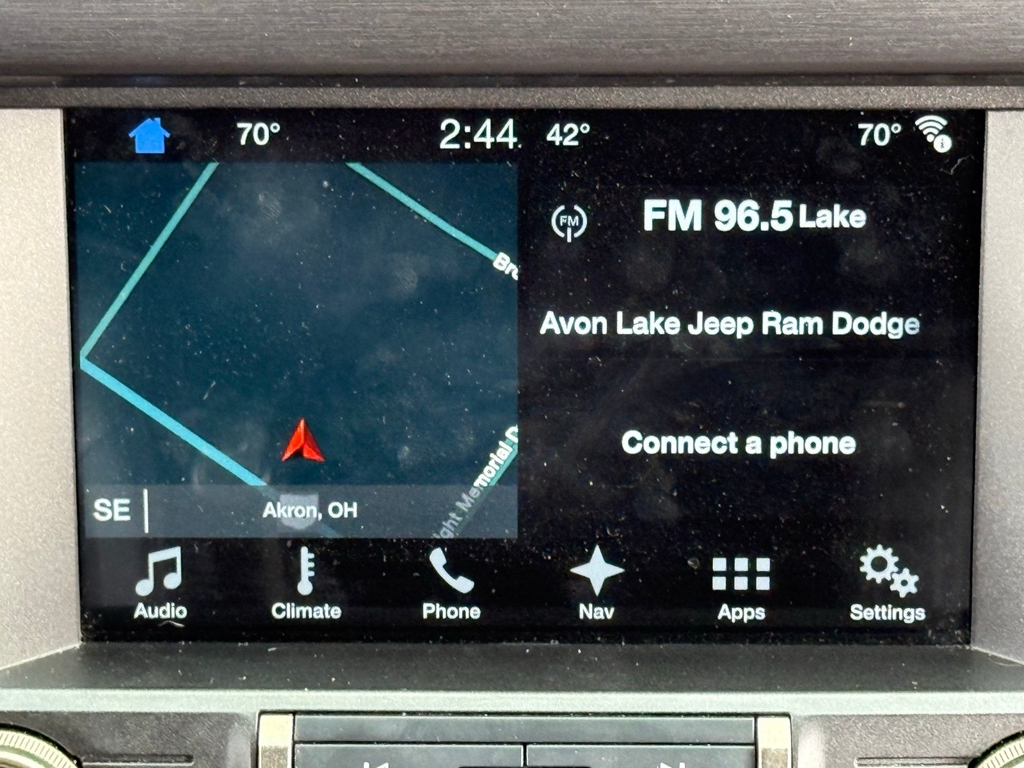 70° 2:44 42° 70°
FM
FM 96.5 Lake
Avon Lake Jeep Ram Dodge
Connect a phone
SE
Akron, OH
Audio
Climate
Phone
Nav
Apps
Settings